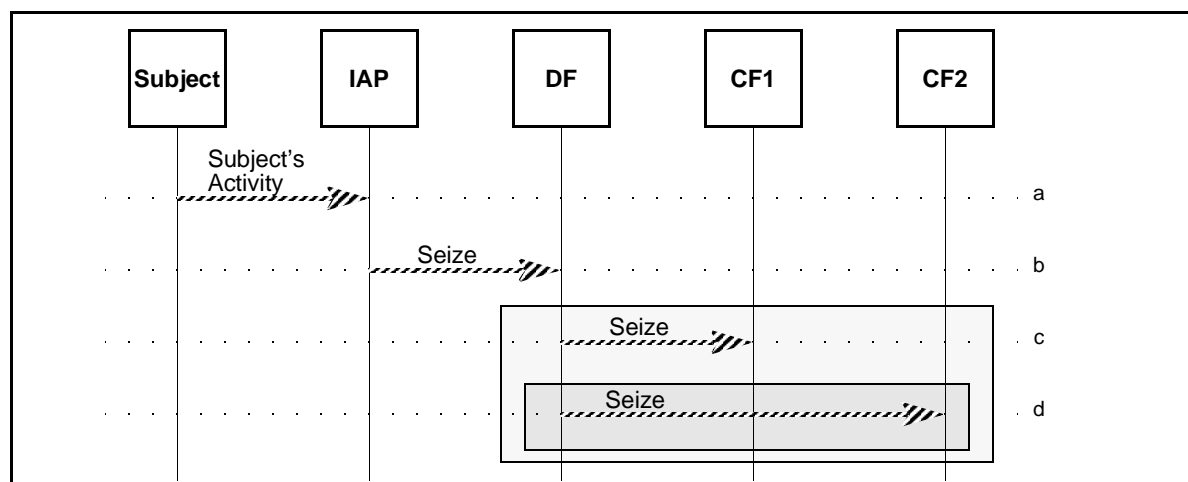 Subject IAP DF CF1 CF2
Subject's
Activity
a
Seize
b
Seize
c
Seize
d